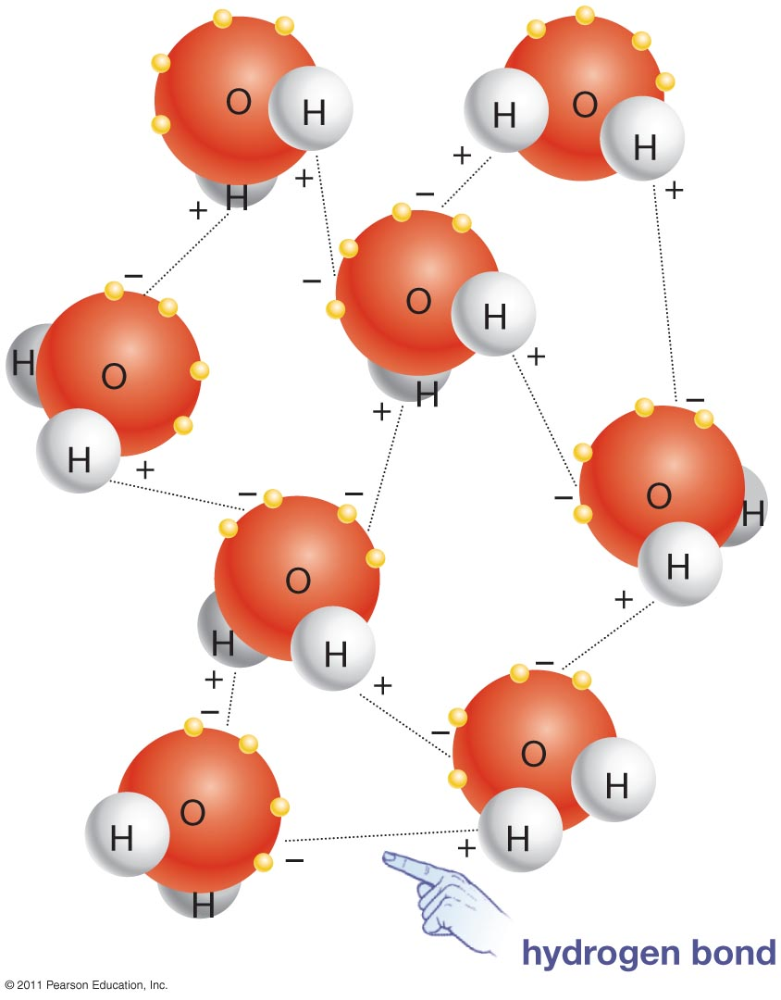 O H O H H
+ + H + +
−
− O H
−
H O + − H +
H + − − O H
− O H +
H + + − −
− O
O H H
H + −
hydrogen bond
© 2011 Pearson Education, Inc.